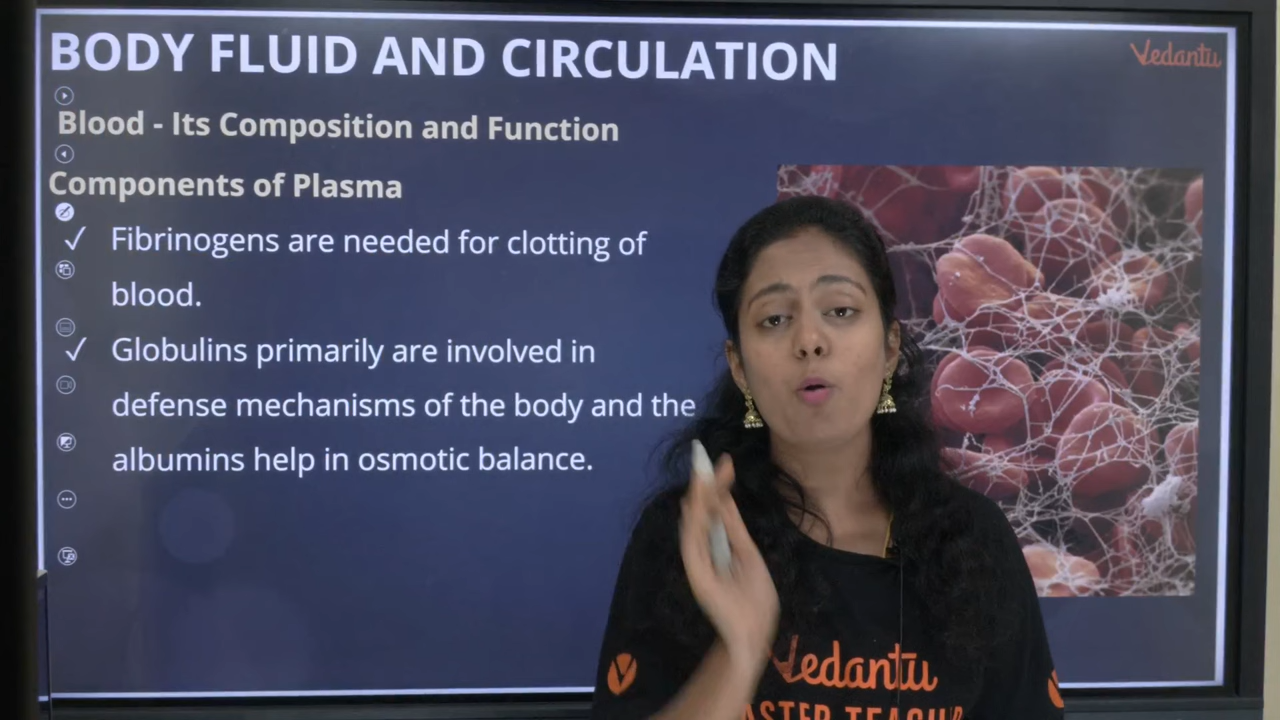 BODY FLUID AND CIRCULATION
Vedantu
Blood - Its Composition and Function
Components of Plasma
✓ Fibrinogens are needed for clotting of
blood.
✓ Globulins primarily are involved in
defense mechanisms of the body and the
albumins help in osmotic balance.
Vedantu